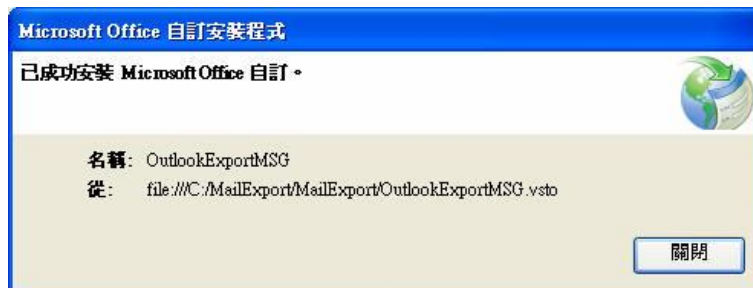 Microsoft Office 自訂安裝程式
已成功安裝 Microsoft Office 自訂。
名稱: OutlookExportMSG
從: file:///C:/MailExport/MailExport/OutlookExportMSG.vsto
關閉